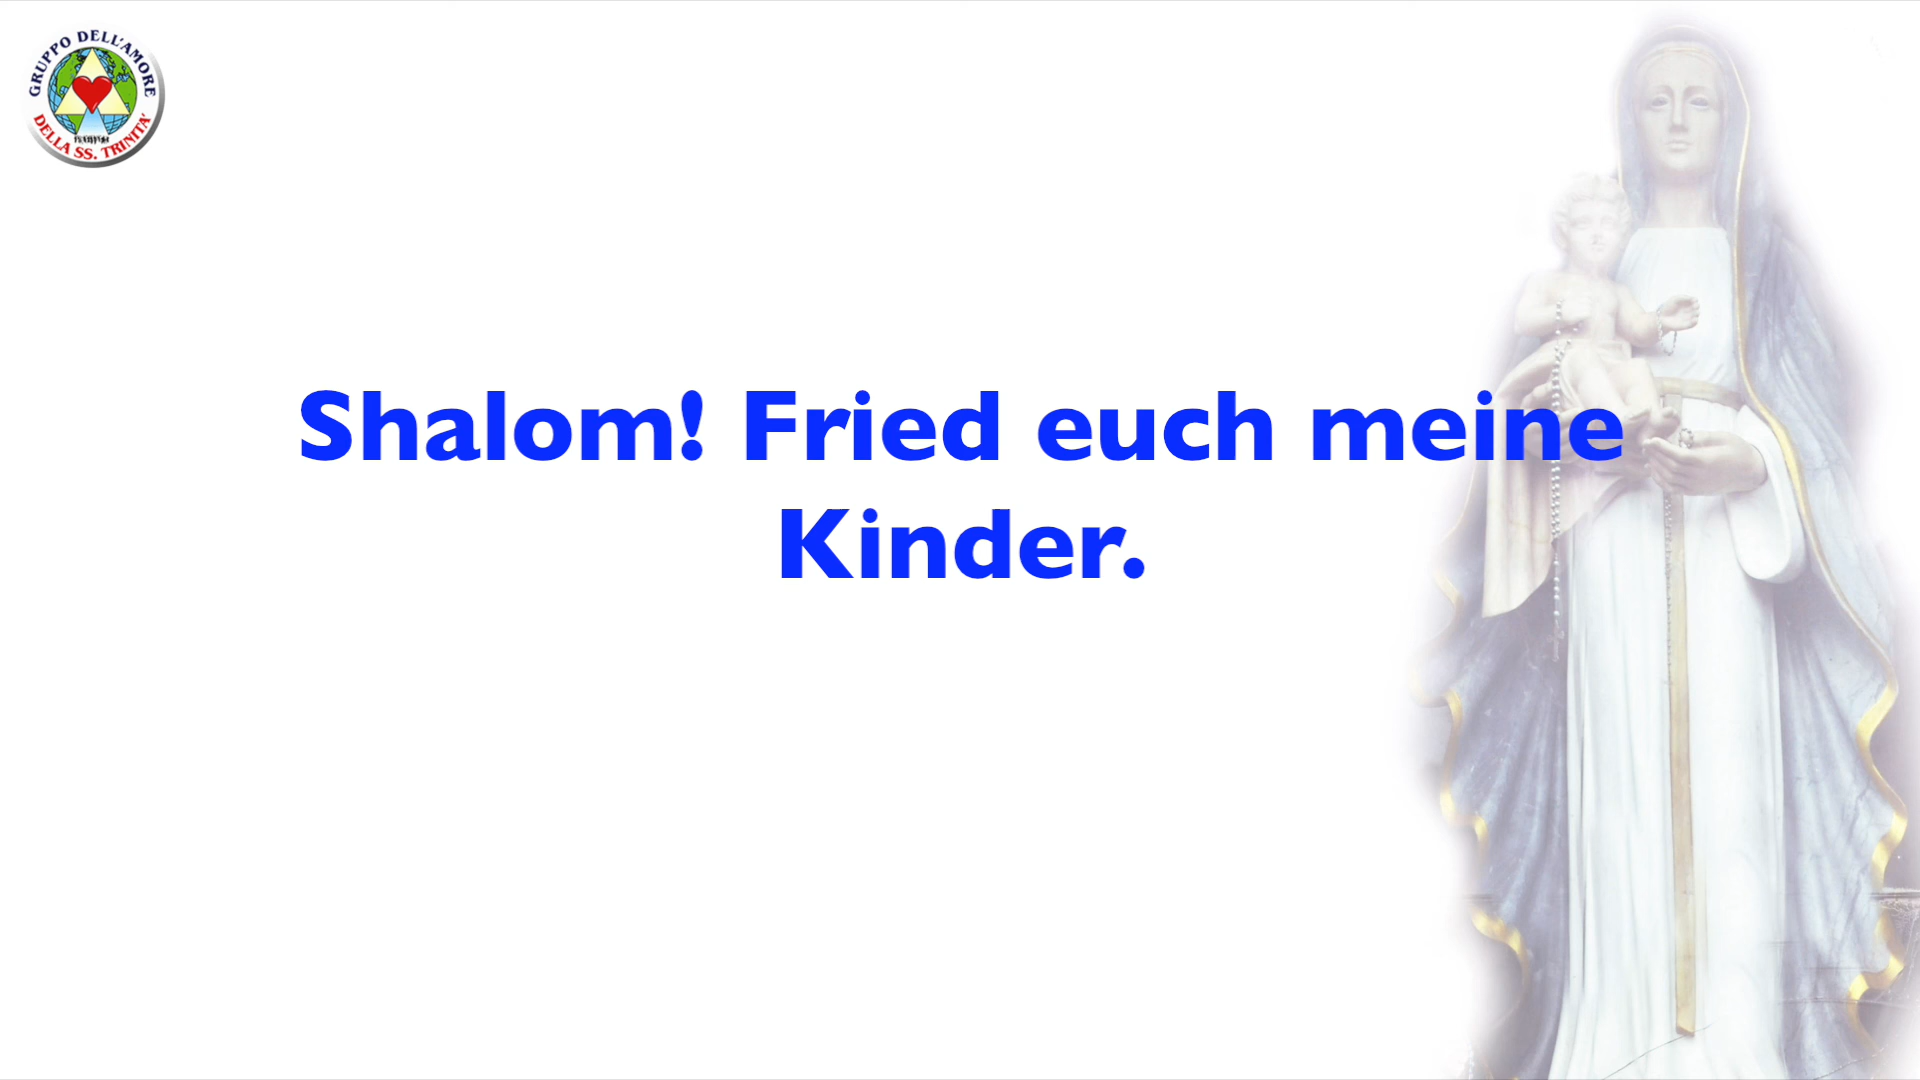 GRUPPO DELL'AMORE
DELLA SS. TRINITA'
Shalom! Fried euch meine
Kinder.